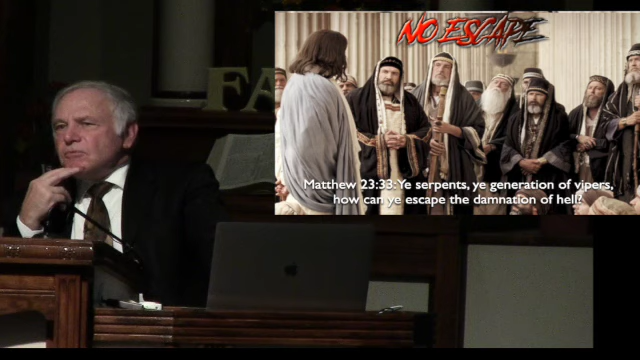 NO ESCAPE
FA
Matthew 23:33: Ye serpents, ye generation of vipers,
how can ye escape the damnation of hell?